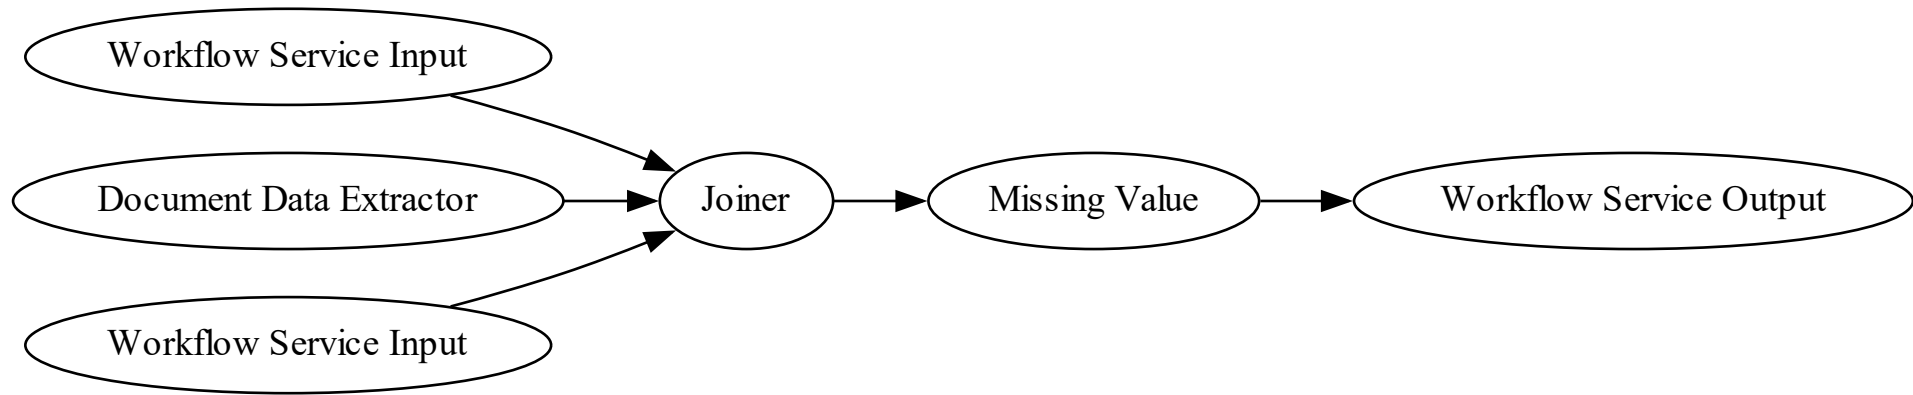 Workflow Service Input
Document Data Extractor
Joiner
Missing Value
Workflow Service Output
Workflow Service Input